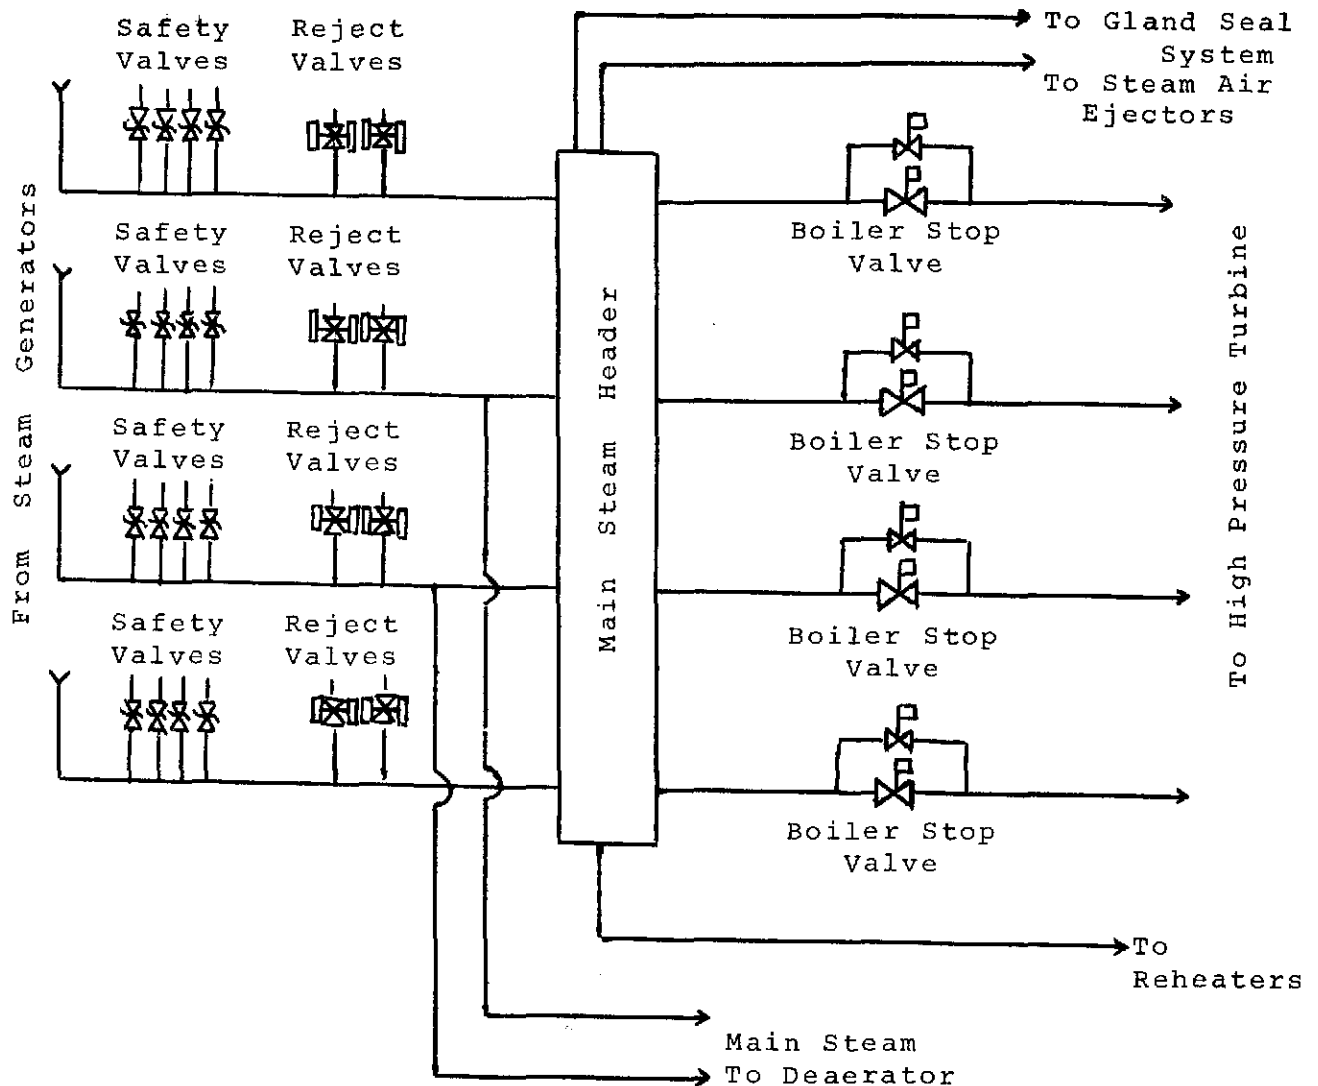 Safety
Valves
Reject
Valves
To Gland Seal
System
To Steam Air
Ejectors
From Steam Generators
Boiler Stop
Valve
Safety
Valves
Reject
Valves
Main Steam Header
To High Pressure Turbine
Boiler Stop
Valve
Safety
Valves
Reject
Valves
Boiler Stop
Valve
Safety
Valves
Reject
Valves
Boiler Stop
Valve
To
Reheaters
Main Steam
To Deaerator